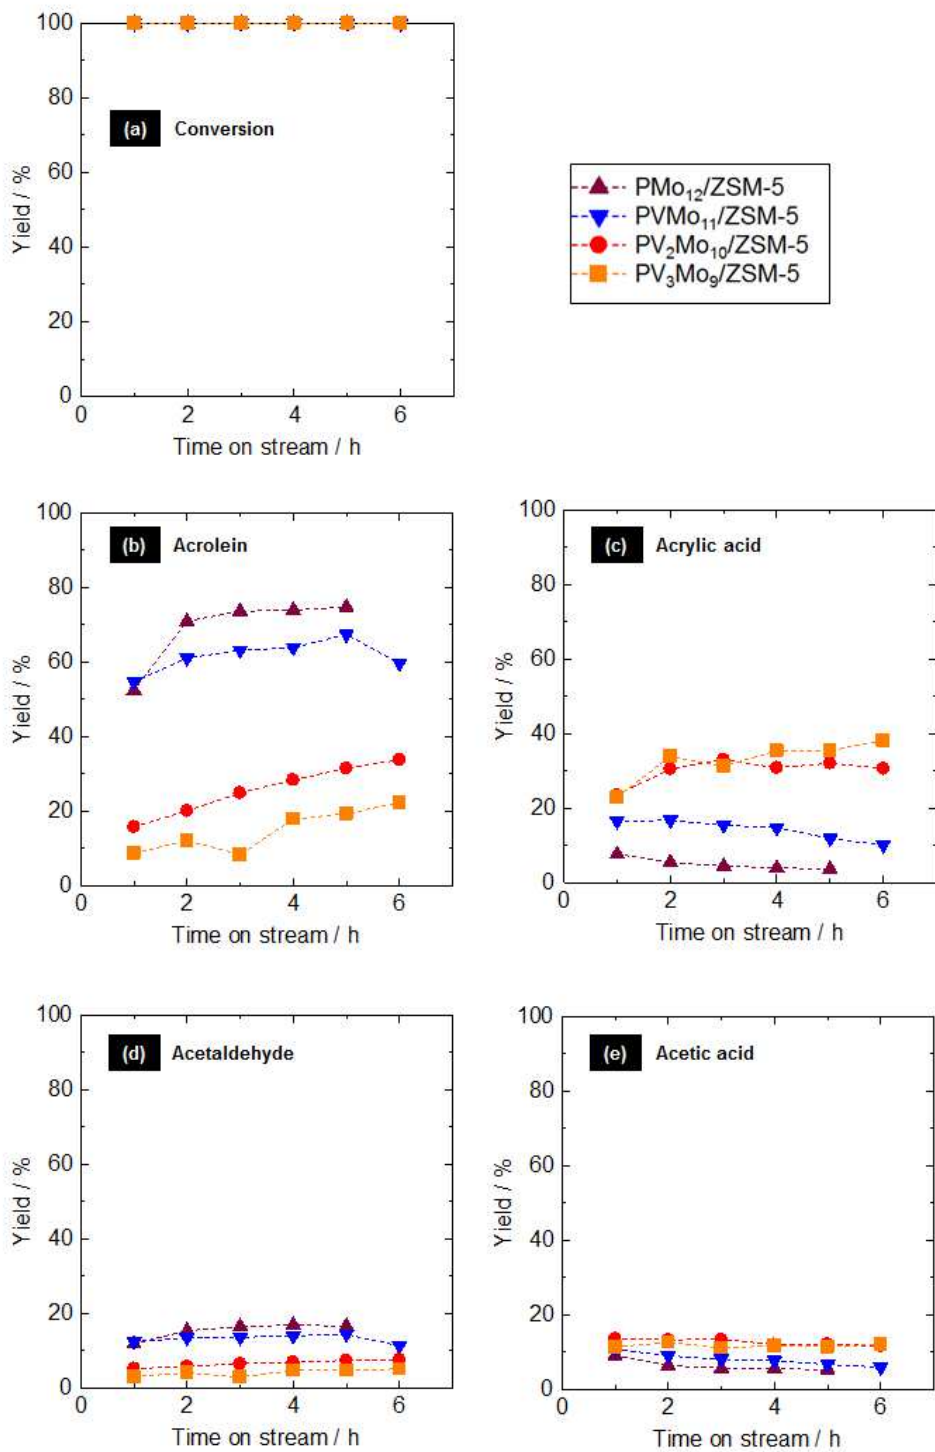 100
80
60
40
20
0
Yield / %
(a) Conversion
0 2 4 6
Time on stream / h
PMo₁₂/ZSM-5
PVMo₁₁/ZSM-5
PV₂Mo₁₀/ZSM-5
PV₃Mo₉/ZSM-5
100
80
60
40
20
0
Yield / %
(b) Acrolein
0 2 4 6
Time on stream / h
100
80
60
40
20
0
Yield / %
(c) Acrylic acid
0 2 4 6
Time on stream / h
100
80
60
40
20
0
Yield / %
(d) Acetaldehyde
0 2 4 6
Time on stream / h
100
80
60
40
20
0
Yield / %
(e) Acetic acid
0 2 4 6
Time on stream / h